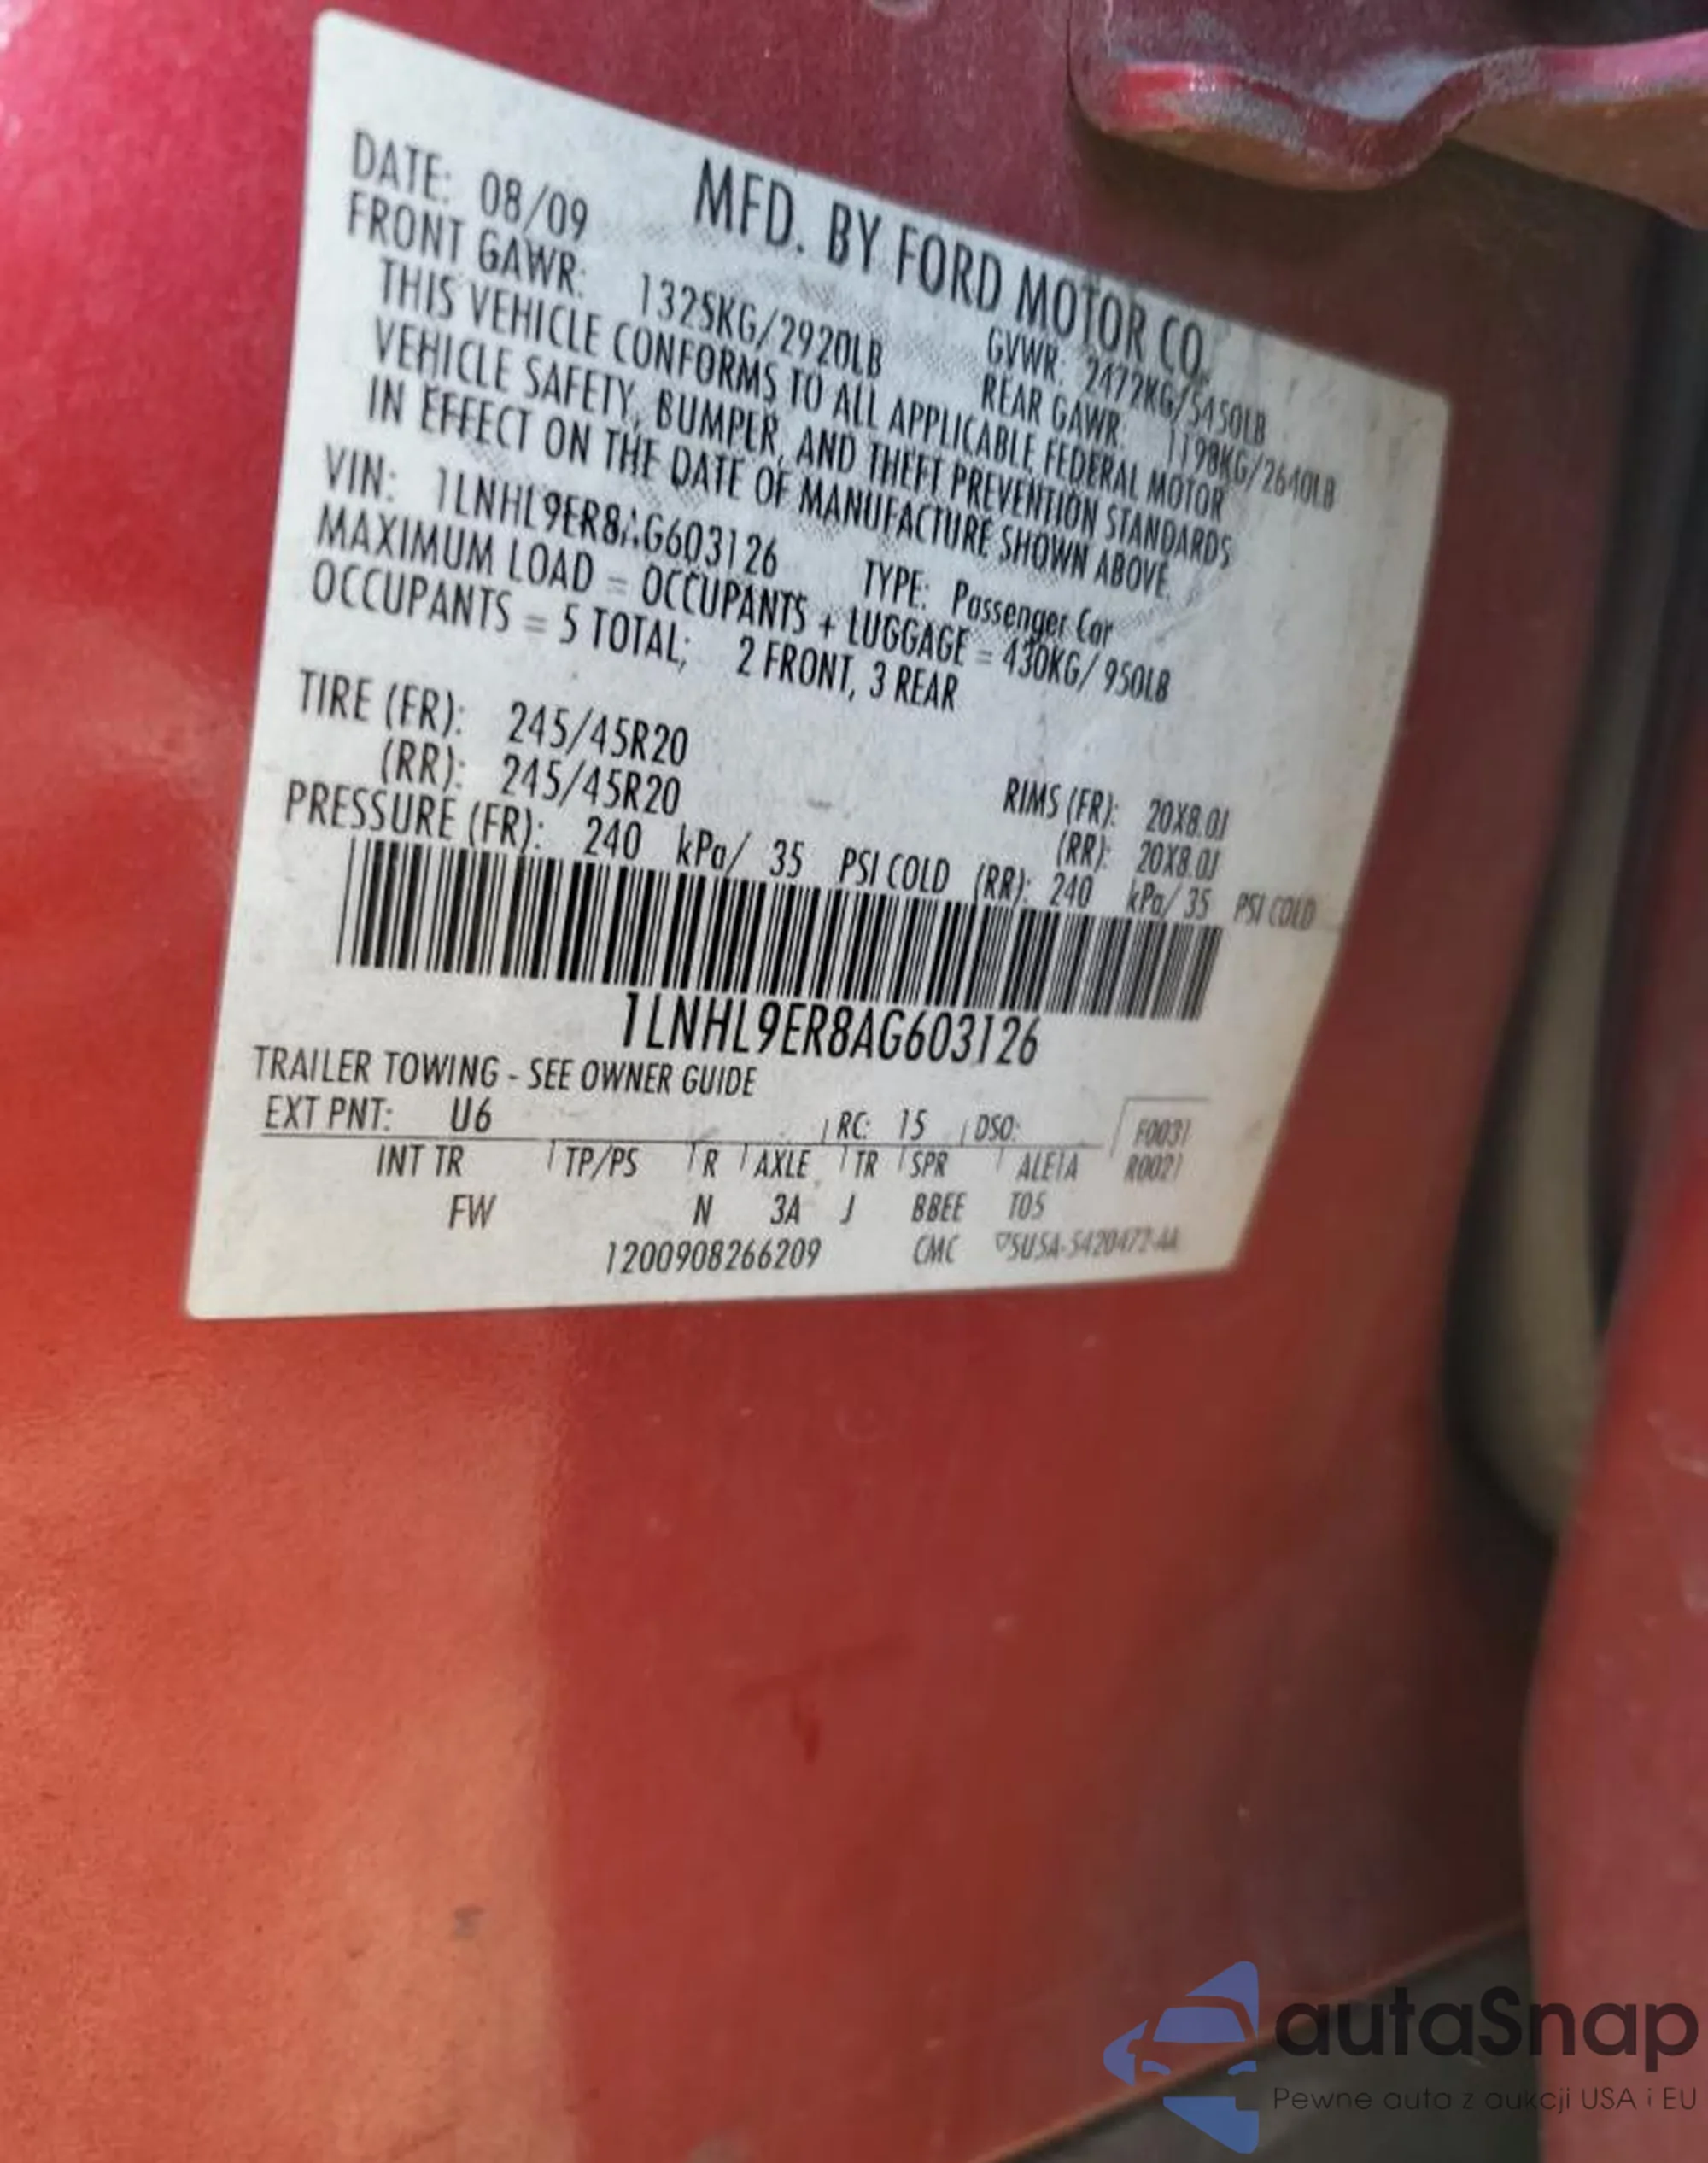 MFD. BY FORD MOTOR CO.
DATE: 08/09 GVWR: 2472KG/5450LB
FRONT GAWR: 1325KG/2920LB REAR GAWR: 1198KG/2640LB
THIS VEHICLE CONFORMS TO ALL APPLICABLE FEDERAL MOTOR
VEHICLE SAFETY, BUMPER, AND THEFT PREVENTION STANDARDS
IN EFFECT ON THE DATE OF MANUFACTURE SHOWN ABOVE.
VIN: 1LNHL9ER8AG603126 TYPE: Passenger Car
MAXIMUM LOAD = OCCUPANTS + LUGGAGE = 430KG/ 950LB
OCCUPANTS = 5 TOTAL; 2 FRONT, 3 REAR
TIRE (FR): 245/45R20 RIMS (FR): 20X8.0J
(RR): 245/45R20 (RR): 20X8.0J
PRESSURE (FR): 240 kPa/ 35 PSI COLD (RR): 240 kPa/ 35 PSI COLD
1LNHL9ER8AG603126
TRAILER TOWING - SEE OWNER GUIDE
EXT PNT: U6 RC: 15 DSO: F0031
INT TR TP/PS R AXLE TR SPR ALETA R0021
FW N 3A J BBEE T05
1200908266209 CMC ▽5U5A-5420472-AA
autaSnap
Pewne auta z aukcji USA i EU